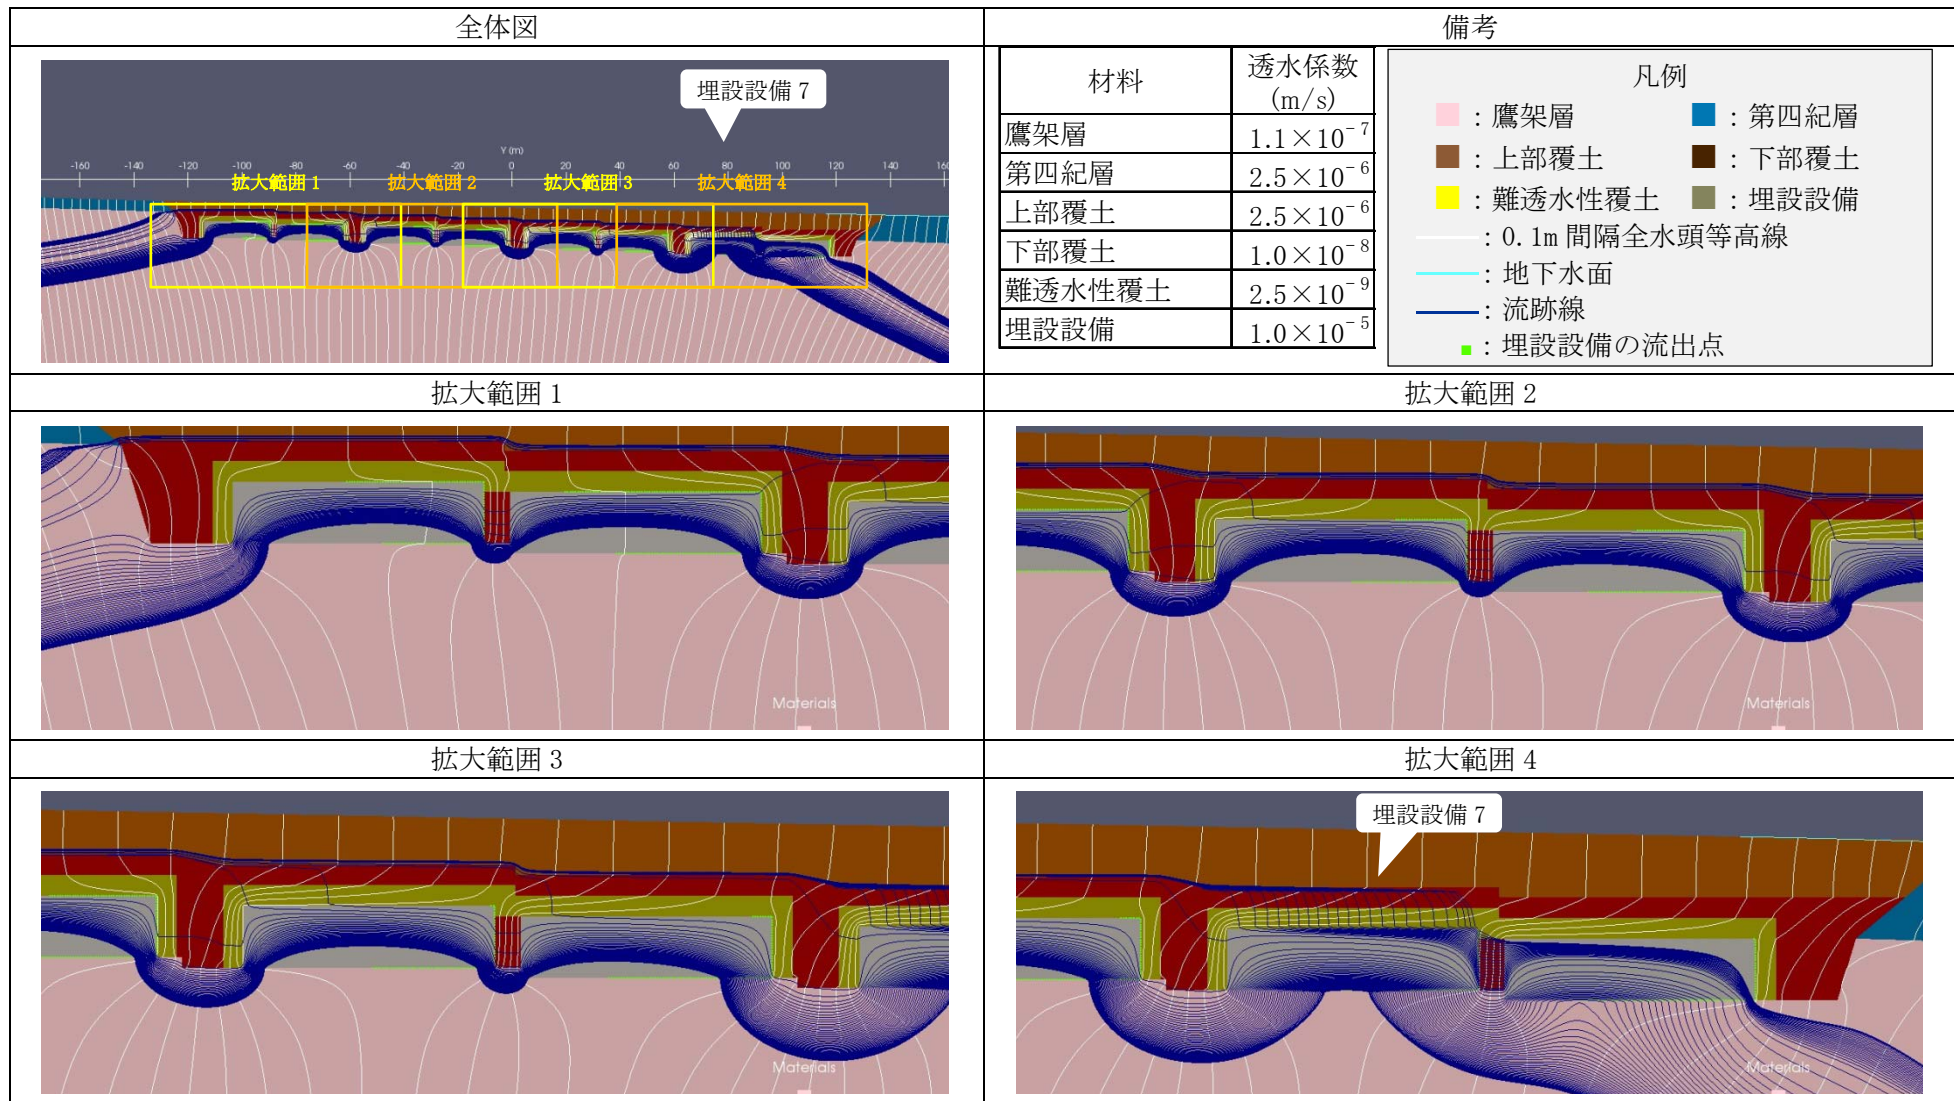 全体図
備考
埋設設備 7
Y (m)
-160 -140 -120 -100 -80 -60 -40 -20 0 20 40 60 80 100 120 140 160
拡大範囲 1 拡大範囲 2 拡大範囲 3 拡大範囲 4
材料 透水係数
(m/s)
鷹架層 1.1×10⁻⁷
第四紀層 2.5×10⁻⁶
上部覆土 2.5×10⁻⁶
下部覆土 1.0×10⁻⁸
難透水性覆土 2.5×10⁻⁹
埋設設備 1.0×10⁻⁵
凡例
：鷹架層 ：第四紀層
：上部覆土 ：下部覆土
：難透水性覆土 ：埋設設備
：0.1m 間隔全水頭等高線
：地下水面
：流跡線
：埋設設備の流出点
拡大範囲 1
拡大範囲 2
Materials
Materials
拡大範囲 3
拡大範囲 4
埋設設備 7
Materials
Materials